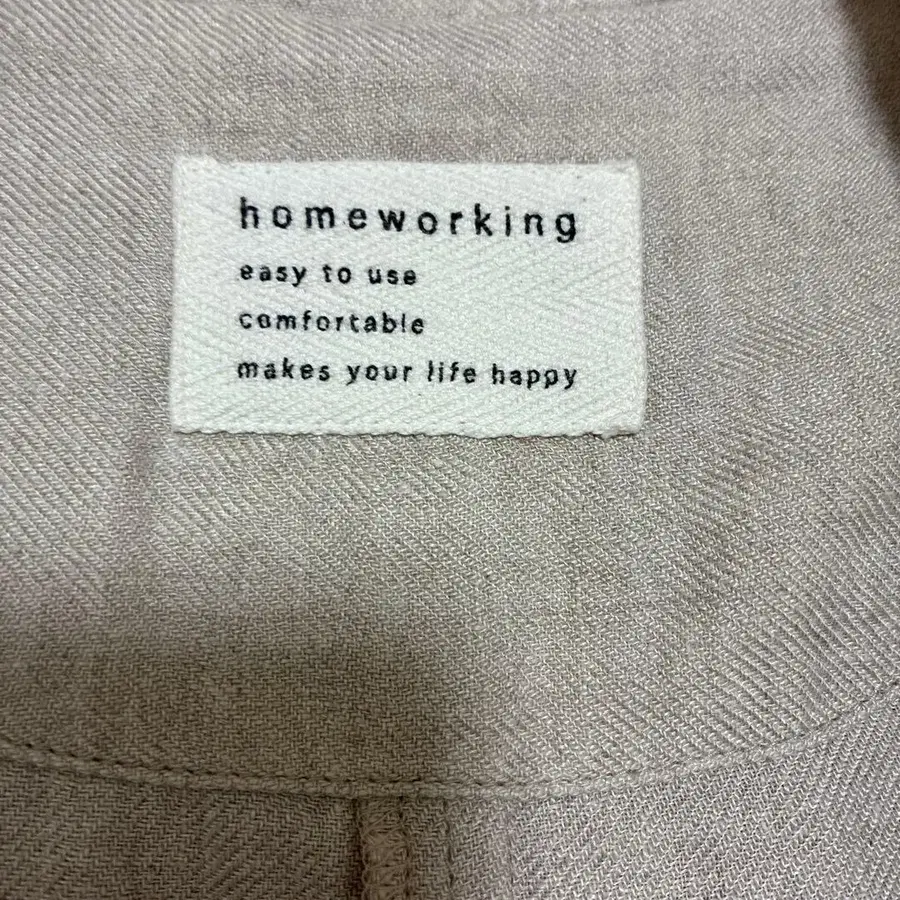 homeworking
easy to use
comfortable
makes your life happy